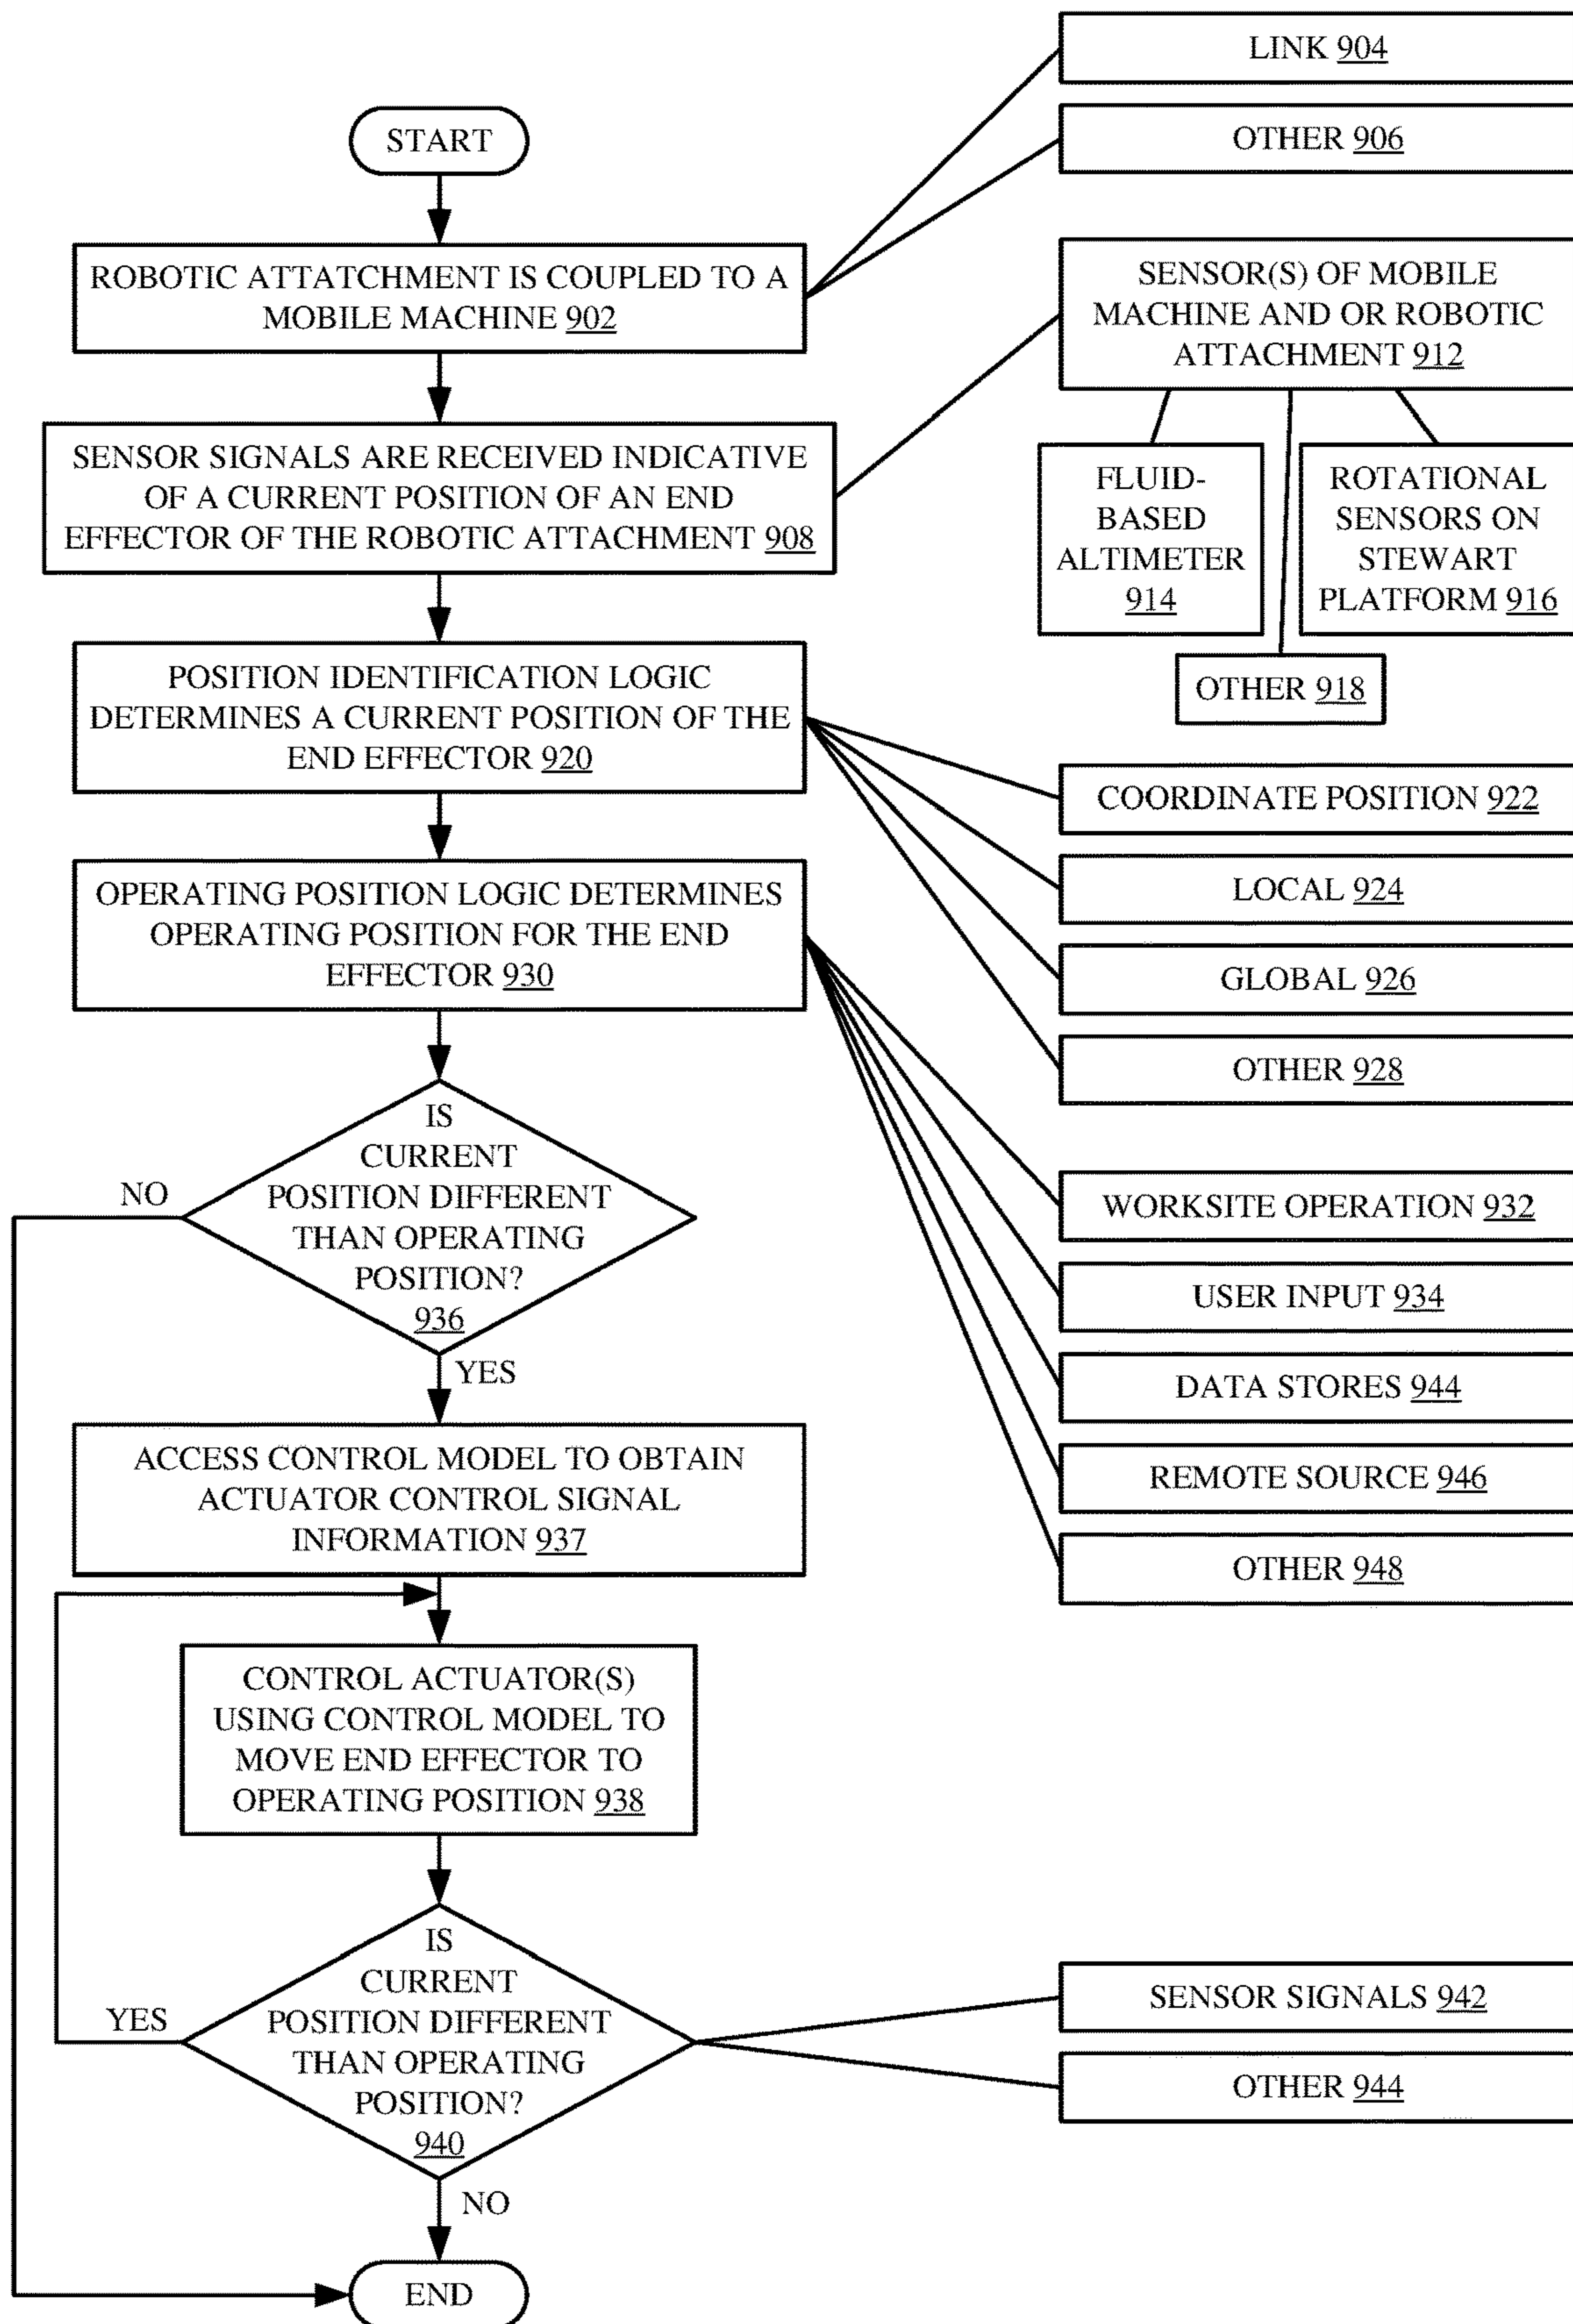 START
ROBOTIC ATTATCHMENT IS COUPLED TO A
MOBILE MACHINE 902
LINK 904
OTHER 906
SENSOR SIGNALS ARE RECEIVED INDICATIVE
OF A CURRENT POSITION OF AN END
EFFECTOR OF THE ROBOTIC ATTACHMENT 908
SENSOR(S) OF MOBILE
MACHINE AND OR ROBOTIC
ATTACHMENT 912
FLUID-
BASED
ALTIMETER
914
ROTATIONAL
SENSORS ON
STEWART
PLATFORM 916
OTHER 918
POSITION IDENTIFICATION LOGIC
DETERMINES A CURRENT POSITION OF THE
END EFFECTOR 920
COORDINATE POSITION 922
LOCAL 924
GLOBAL 926
OTHER 928
OPERATING POSITION LOGIC DETERMINES
OPERATING POSITION FOR THE END
EFFECTOR 930
WORKSITE OPERATION 932
USER INPUT 934
DATA STORES 944
REMOTE SOURCE 946
OTHER 948
IS
CURRENT
POSITION DIFFERENT
THAN OPERATING
POSITION?
936
NO
YES
ACCESS CONTROL MODEL TO OBTAIN
ACTUATOR CONTROL SIGNAL
INFORMATION 937
CONTROL ACTUATOR(S)
USING CONTROL MODEL TO
MOVE END EFFECTOR TO
OPERATING POSITION 938
IS
CURRENT
POSITION DIFFERENT
THAN OPERATING
POSITION?
940
YES
SENSOR SIGNALS 942
OTHER 944
NO
END